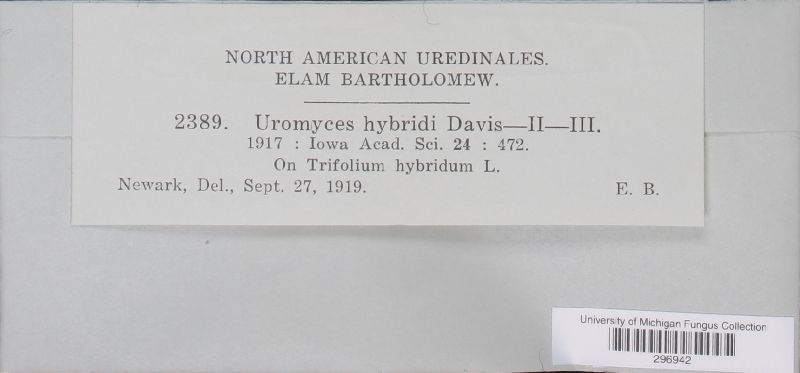 NORTH AMERICAN UREDINALES.
ELAM BARTHOLOMEW.
2389. Uromyces hybridi Davis—II—III.
1917 : Iowa Acad. Sci. 24 : 472.
On Trifolium hybridum L.
Newark, Del., Sept. 27, 1919. E. B.
University of Michigan Fungus Collection
296942